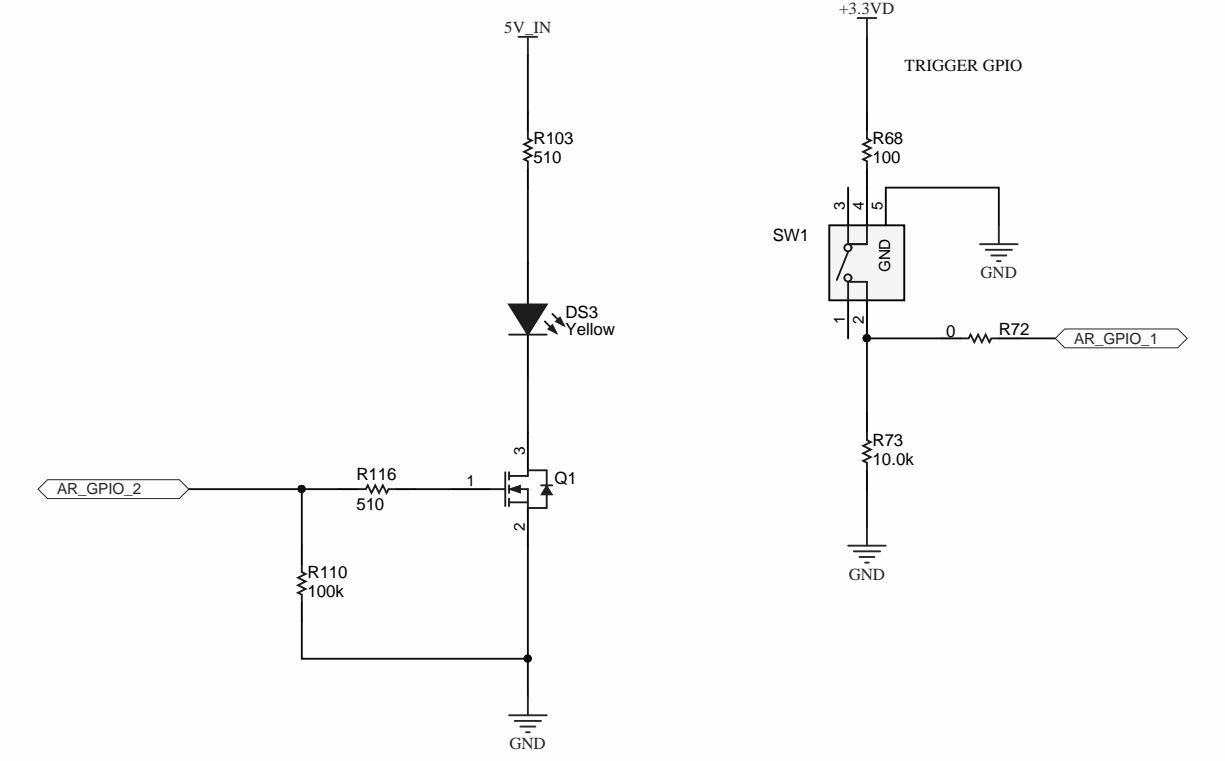 5V_IN
R103
510
DS3
Yellow
3
Q1
1
2
AR_GPIO_2
R116
510
R110
100k
GND
+3.3VD
TRIGGER GPIO
R68
100
3
4
5
SW1
GND
GND
1
2
0
R72
AR_GPIO_1
R73
10.0k
GND